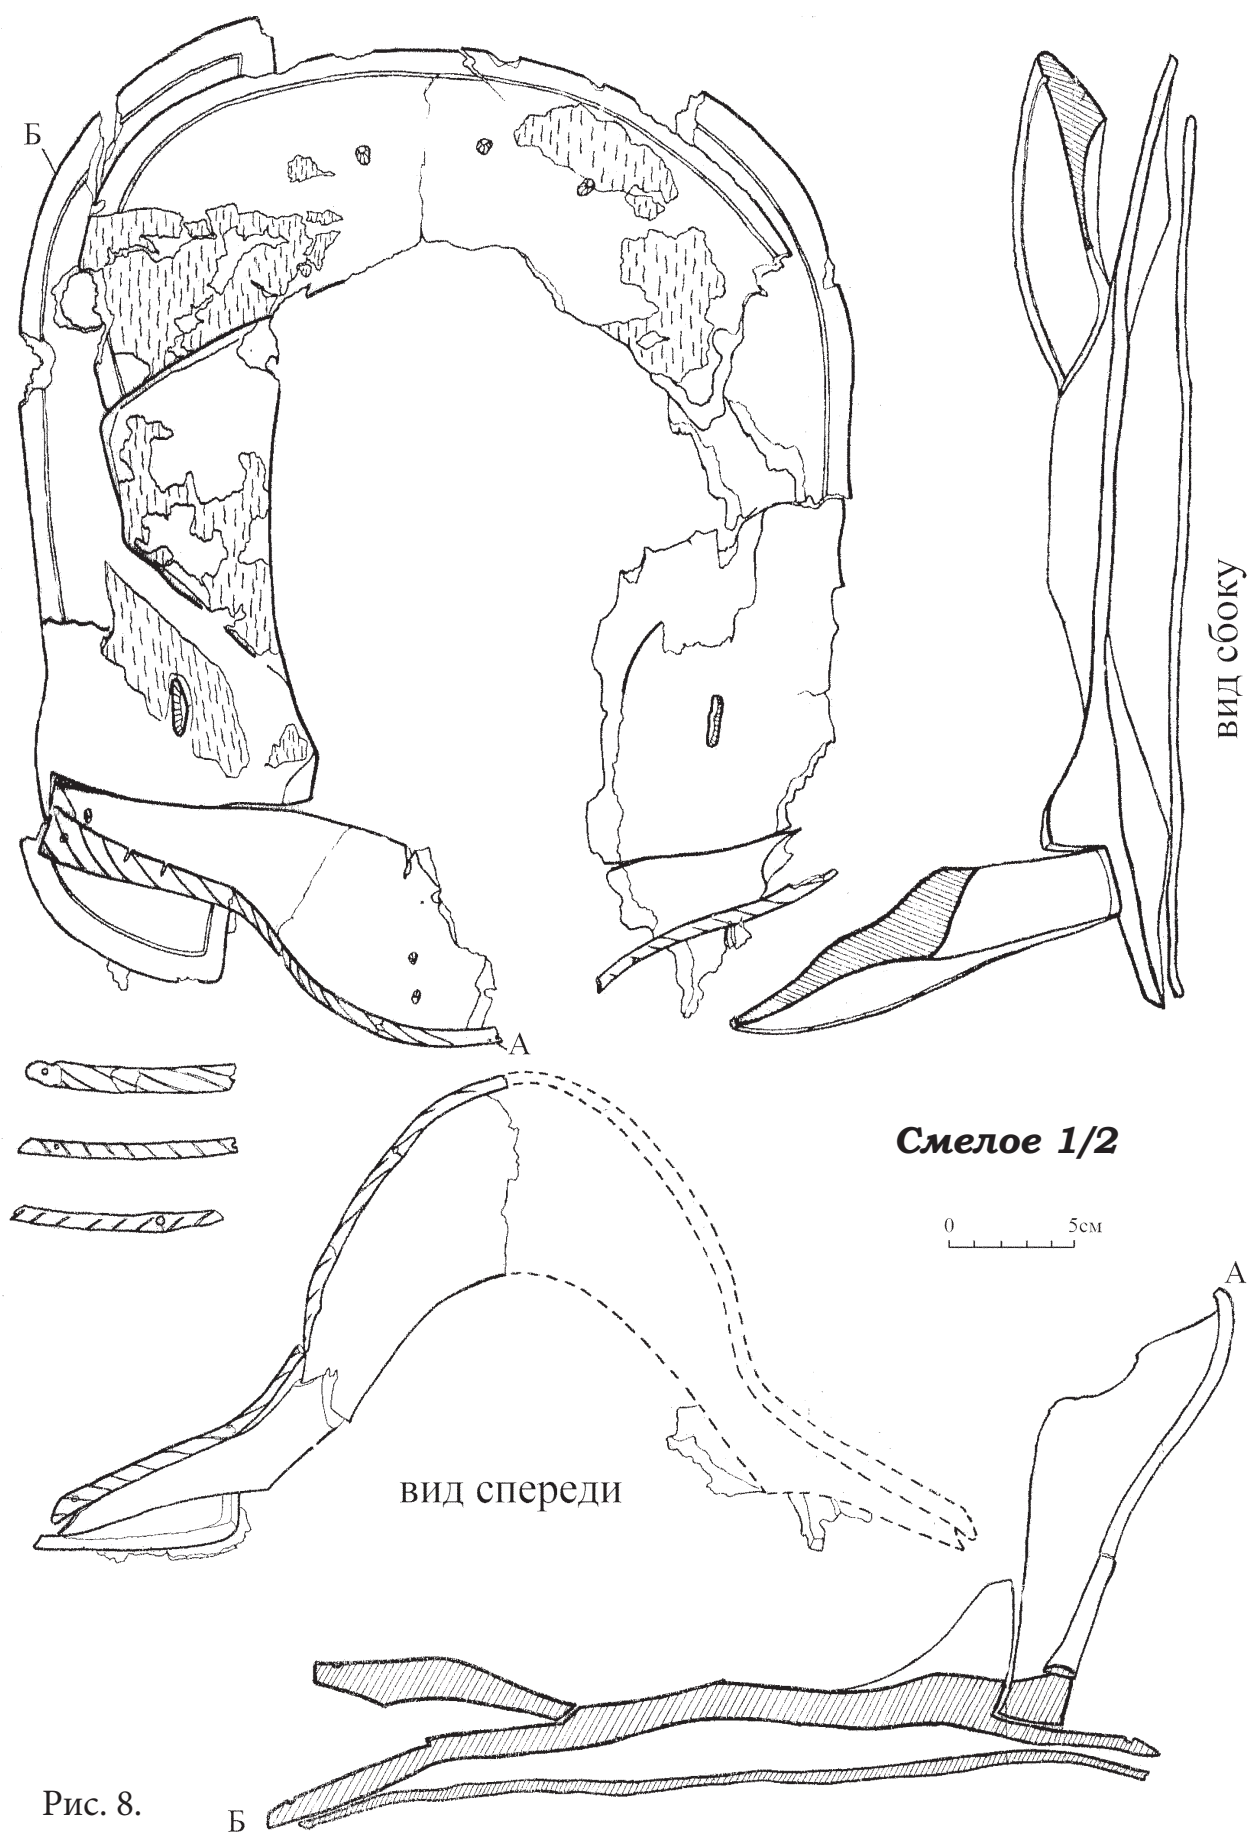 Б
вид сбоку
А
Смелое 1/2
0 5см
А
вид спереди
Рис. 8.
Б